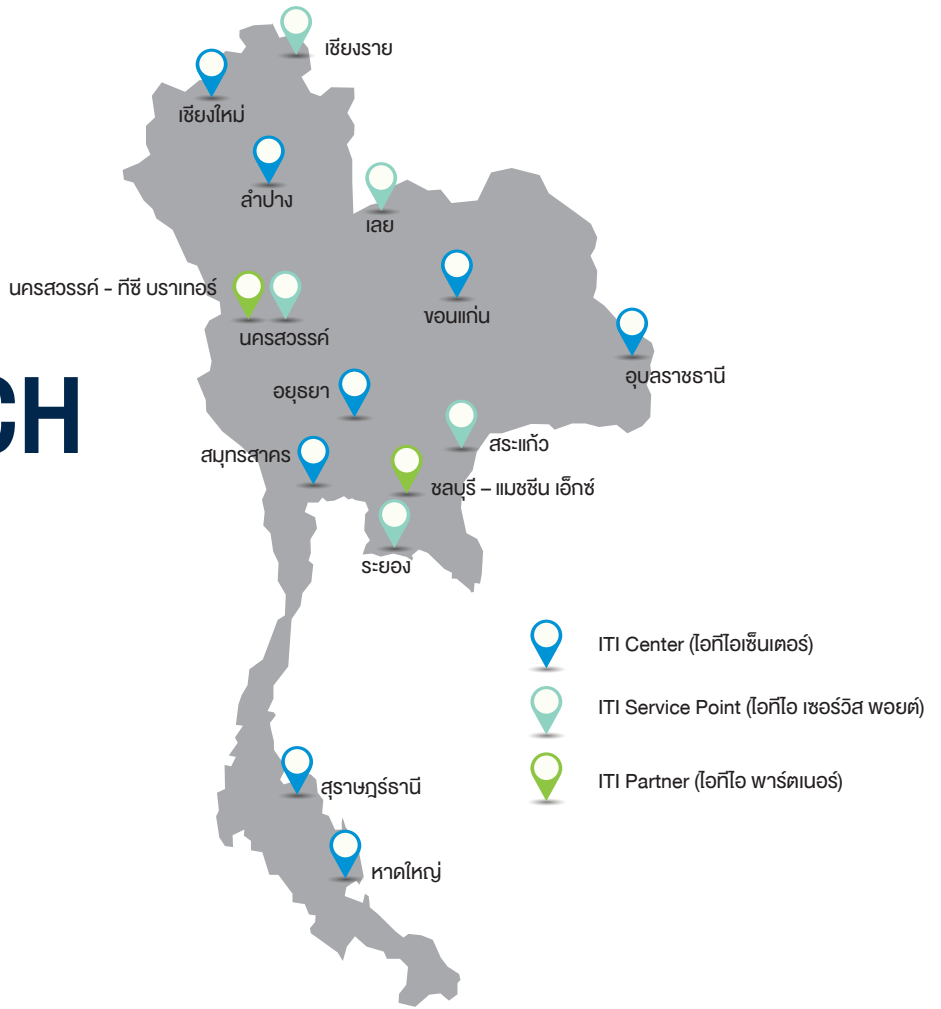 เชียงราย
เชียงใหม่
ลำปาง
เลย
นครสวรรค์ - ทีซี บราเทอร์
นครสวรรค์
ขอนแก่น
อุบลราชธานี
อยุธยา
CH
สระแก้ว
สมุทรสาคร
ชลบุรี – แมชชีน เอ็กซ์
ระยอง
ITI Center (ไอทีไอเซ็นเตอร์)
ITI Service Point (ไอทีไอ เซอร์วิส พอยต์)
ITI Partner (ไอทีไอ พาร์ตเนอร์)
สุราษฎร์ธานี
หาดใหญ่